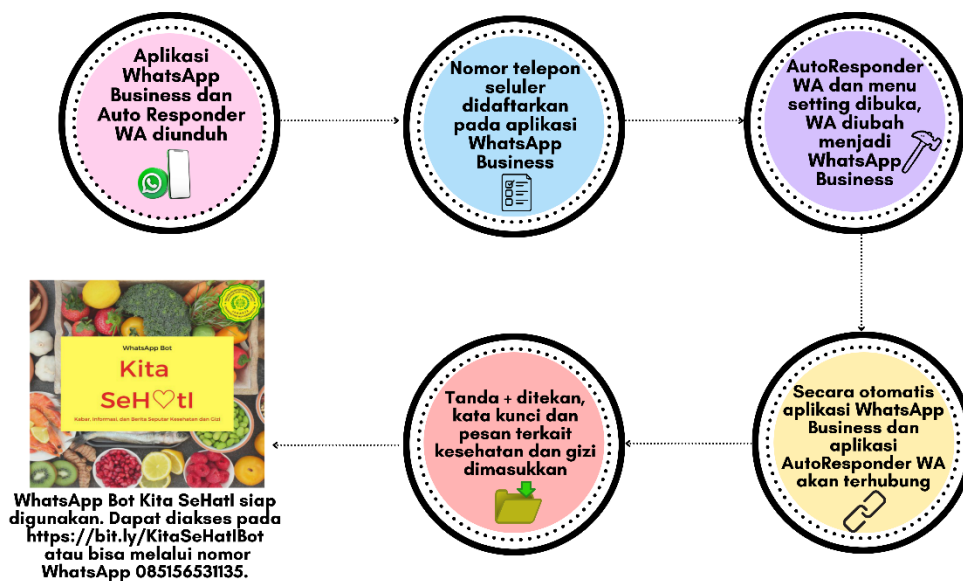 Aplikasi
WhatsApp
Business dan
Auto Responder
WA diunduh
Nomor telepon
seluler
didaftarkan
pada aplikasi
WhatsApp
Business
AutoResponder
WA dan menu
setting dibuka,
WA diubah
menjadi
WhatsApp
Business
Secara otomatis
aplikasi WhatsApp
Business dan
aplikasi
AutoResponder WA
akan terhubung
Tanda + ditekan,
kata kunci dan
pesan terkait
kesehatan dan gizi
dimasukkan
WhatsApp Bot
Kita
SeH♡tI
Kabar, Informasi, dan Berita Seputar Kesehatan dan Gizi
WhatsApp Bot Kita SeHatI siap
digunakan. Dapat diakses pada
https://bit.ly/KitaSeHatIBot
atau bisa melalui nomor
WhatsApp 085156531135.